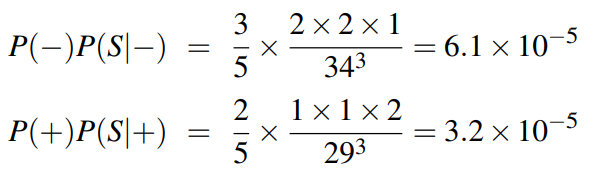 P(−)P(S|−) = 3/5 × 2 × 2 × 1/34³ = 6.1 × 10⁻⁵
P(+)P(S|+) = 2/5 × 1 × 1 × 2/29³ = 3.2 × 10⁻⁵